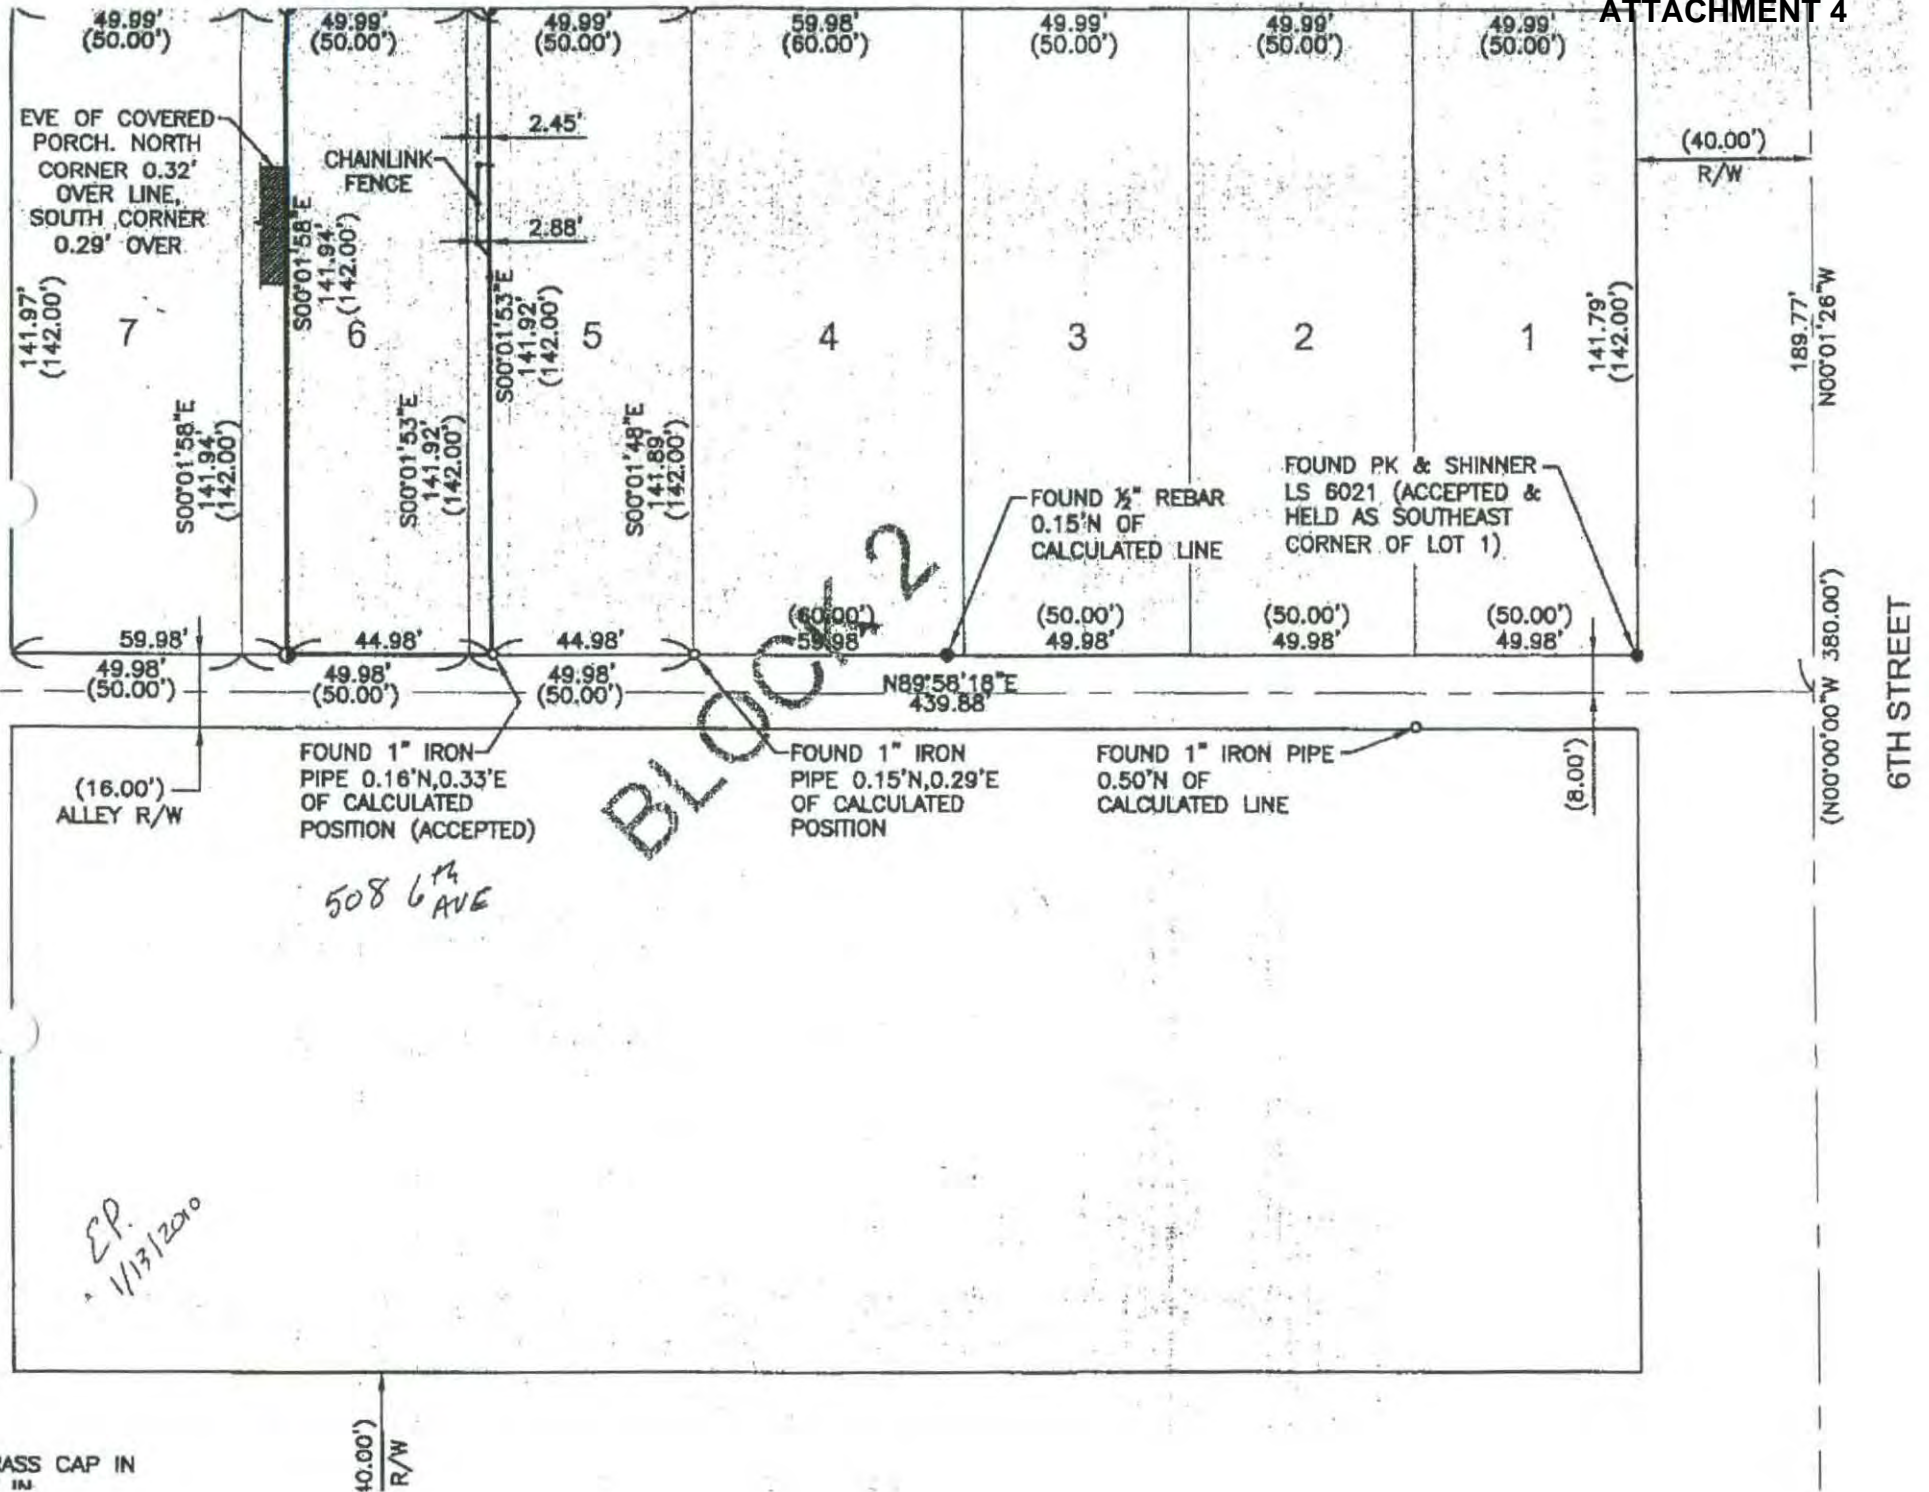 ATTACHMENT 4
49.99'
(50.00')
49.99'
(50.00')
49.99'
(50.00')
59.98'
(60.00')
49.99'
(50.00')
49.99'
(50.00')
49.99'
(50.00')
EVE OF COVERED
PORCH. NORTH
CORNER 0.32'
OVER LINE,
SOUTH CORNER
0.29' OVER
CHAINLINK
FENCE
2.45'
2.88'
(40.00')
R/W
S00°01'58"E
141.94'
(142.00')
S00°01'53"E
141.92'
(142.00')
141.97'
(142.00')
7
6
5
4
3
2
1
141.79'
(142.00')
189.77'
N00°01'26"W
S00°01'58"E
141.94'
(142.00')
S00°01'53"E
141.92'
(142.00')
S00°01'48"E
141.89'
(142.00')
FOUND ½" REBAR
0.15'N OF
CALCULATED LINE
FOUND PK & SHINNER
LS 6021 (ACCEPTED &
HELD AS SOUTHEAST
CORNER OF LOT 1)
BLOCK 2
59.98'
44.98'
44.98'
(60.00')
59.98
(50.00')
49.98'
(50.00')
49.98'
(50.00')
49.98'
49.98'
(50.00')
49.98'
(50.00')
49.98'
(50.00')
N89°58'18"E
439.88'
(N00°00'00"W 380.00')
6TH STREET
(16.00')
ALLEY R/W
FOUND 1" IRON
PIPE 0.16'N,0.33'E
OF CALCULATED
POSITION (ACCEPTED)
FOUND 1" IRON
PIPE 0.15'N,0.29'E
OF CALCULATED
POSITION
FOUND 1" IRON PIPE
0.50'N OF
CALCULATED LINE
(8.00')
508 6th AVE
EP.
1/13/2010
40.00')
R/W
ASS CAP IN
IN